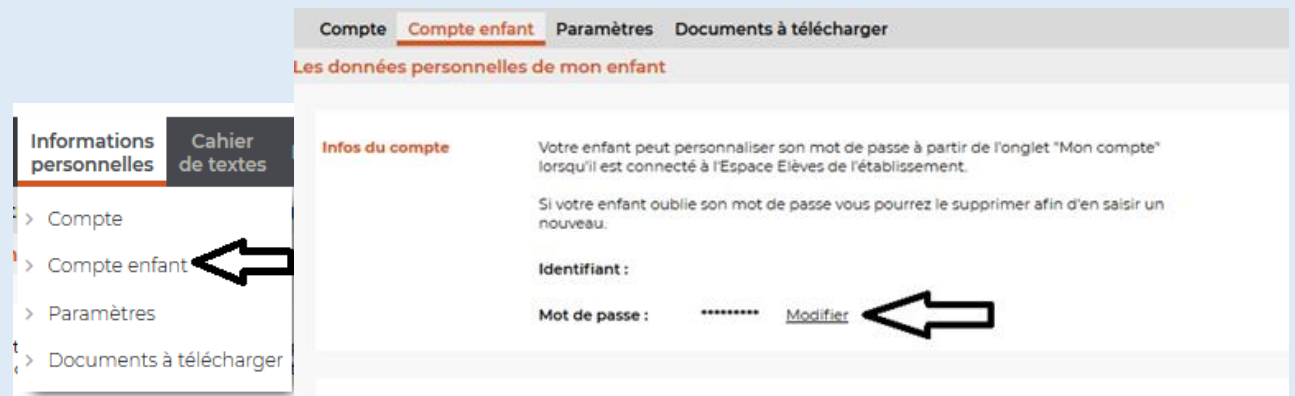 Informations personnelles
Cahier de textes
> Compte
> Compte enfant
> Paramètres
> Documents à télécharger
Compte Compte enfant Paramètres Documents à télécharger
Les données personnelles de mon enfant
Infos du compte
Votre enfant peut personnaliser son mot de passe à partir de l'onglet "Mon compte"
lorsqu'il est connecté à l'Espace Elèves de l'établissement.
Si votre enfant oublie son mot de passe vous pourrez le supprimer afin d'en saisir un
nouveau.
Identifiant :
Mot de passe : ••••••••• Modifier